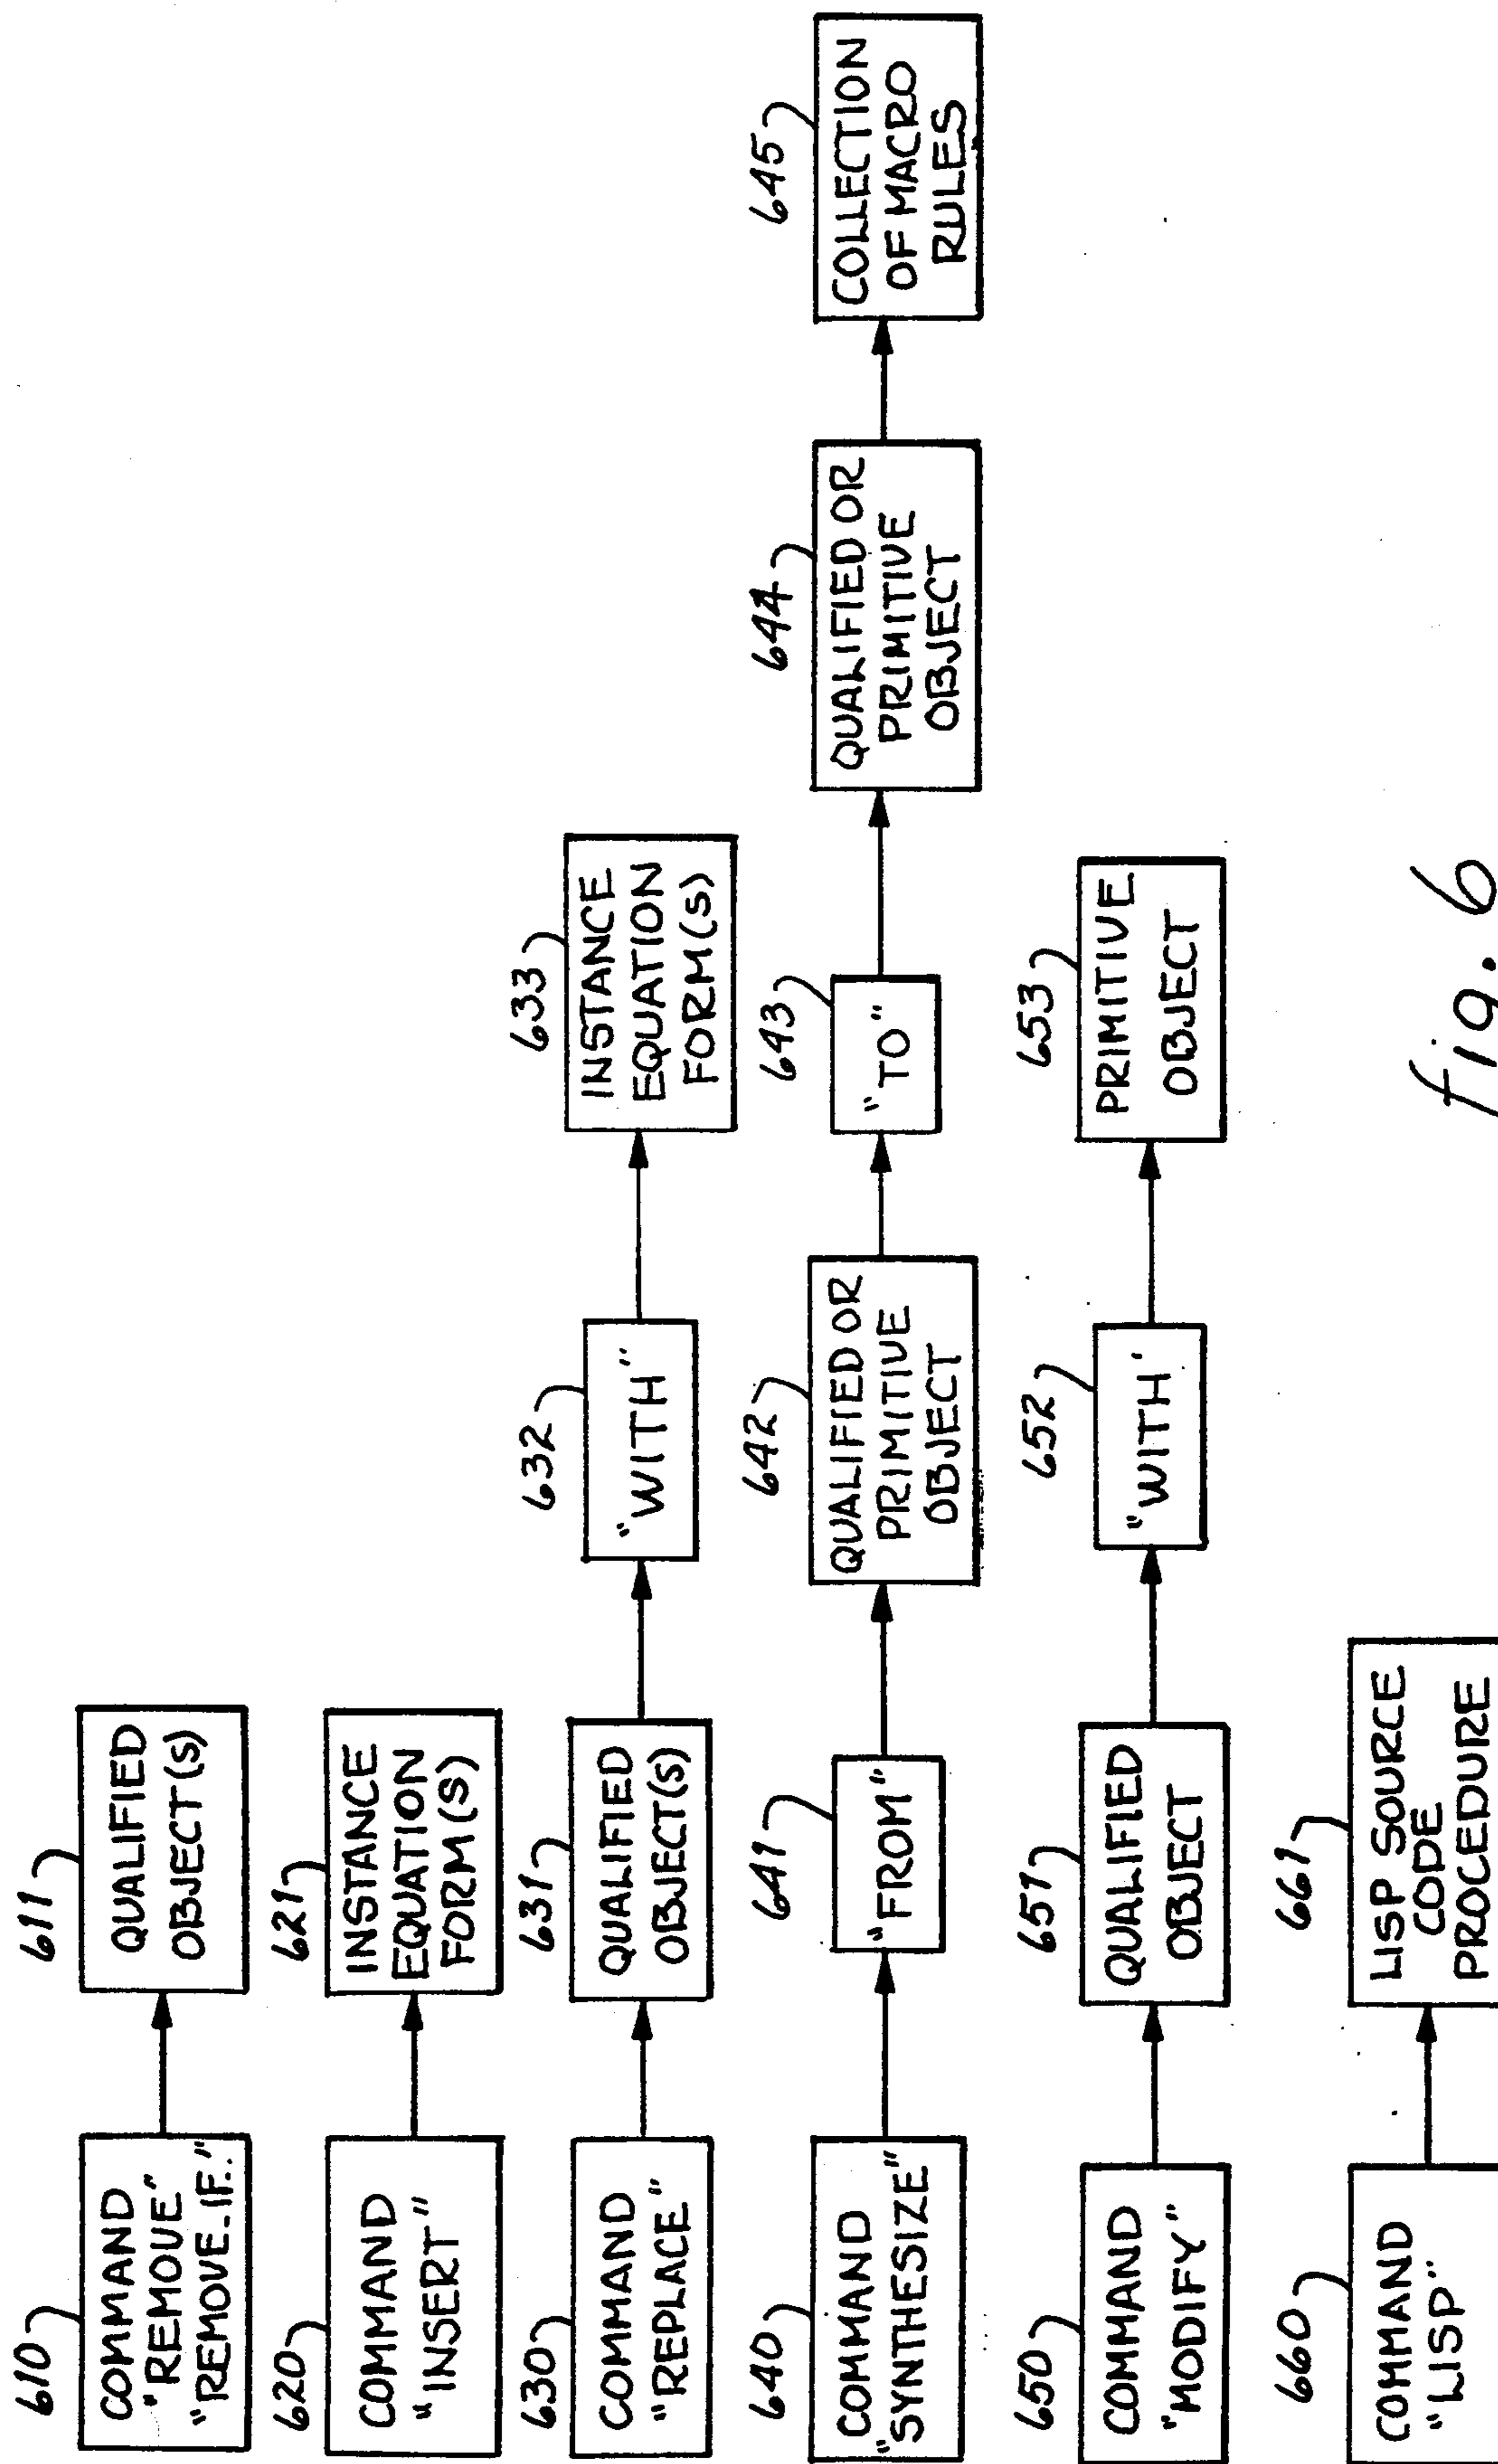 610
COMMAND
"REMOVE"
"REMOVE-IF.."
611
QUALIFIED
OBJECT(S)
620
COMMAND
"INSERT"
621
INSTANCE
EQUATION
FORM(S)
630
COMMAND
"REPLACE"
631
QUALIFIED
OBJECT(S)
632
"WITH"
633
INSTANCE
EQUATION
FORM(S)
640
COMMAND
"SYNTHESIZE"
641
"FROM"
642
QUALIFIED OR
PRIMITIVE
OBJECT
643
"TO"
644
QUALIFIED OR
PRIMITIVE
OBJECT
645
COLLECTION
OF MACRO
RULES
650
COMMAND
"MODIFY"
651
QUALIFIED
OBJECT
652
"WITH'
653
PRIMITIVE
OBJECT
660
COMMAND
"LISP"
661
LISP SOURCE
CODE
PROCEDURE
fig. 6